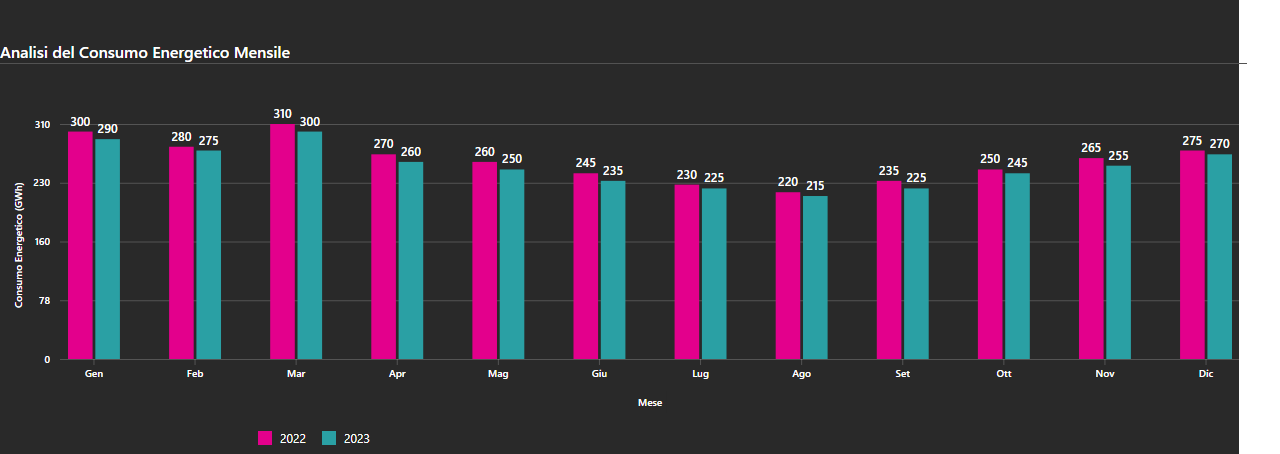 Analisi del Consumo Energetico Mensile
300 290 280 275 310 300 270 260 260 250 245 235 230 225 220 215 235 225 250 245 265 255 275 270
310
230
160
78
0
Consumo Energetico (GWh)
Gen Feb Mar Apr Mag Giu Lug Ago Set Ott Nov Dic
Mese
2022 2023